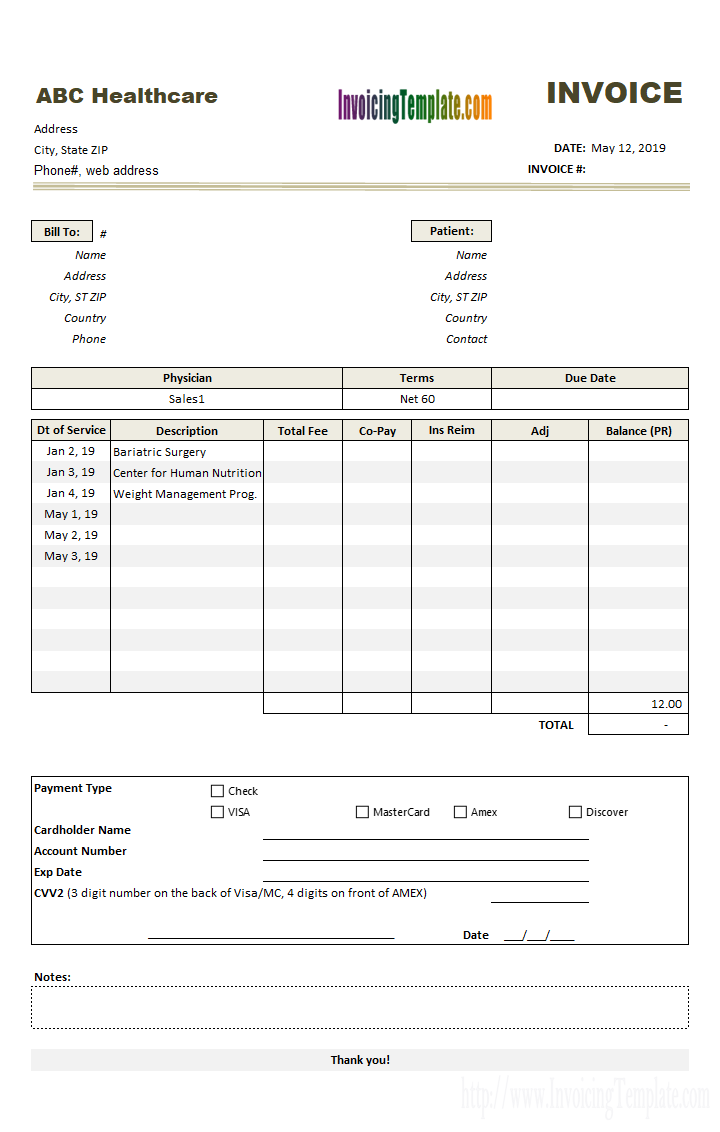 ABC Healthcare
InvoicingTemplate.com
INVOICE
Address
City, State ZIP
DATE: May 12, 2019
Phone#, web address
INVOICE #:
Bill To: #
Patient:
Name Name
Address Address
City, ST ZIP City, ST ZIP
Country Country
Phone Contact
Physician Terms Due Date
Sales1 Net 60
Dt of Service Description Total Fee Co-Pay Ins Reim Adj Balance (PR)
Jan 2, 19 Bariatric Surgery
Jan 3, 19 Center for Human Nutrition
Jan 4, 19 Weight Management Prog.
May 1, 19
May 2, 19
May 3, 19
12.00
TOTAL -
Payment Type Check
VISA MasterCard Amex Discover
Cardholder Name
Account Number
Exp Date
CVV2 (3 digit number on the back of Visa/MC, 4 digits on front of AMEX)
Date ___/___/____
Notes:
Thank you!
http://www.InvoicingTemplate.com